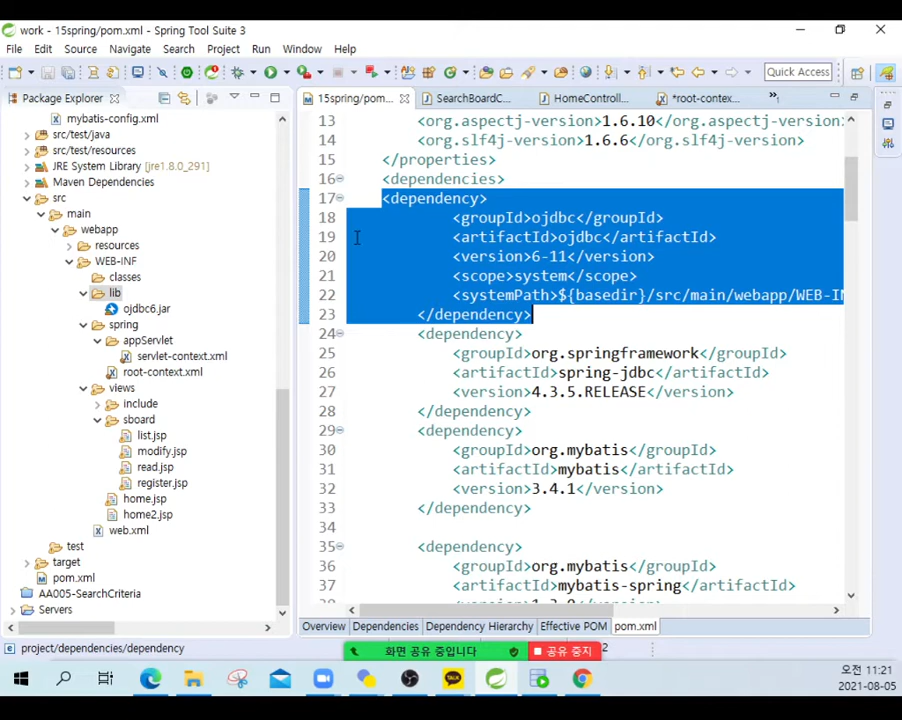 work - 15spring/pom.xml - Spring Tool Suite 3
File Edit Source Navigate Search Project Run Window Help
Quick Access
Package Explorer
mybatis-config.xml
src/test/java
src/test/resources
JRE System Library [jre1.8.0_291]
Maven Dependencies
src
main
webapp
resources
WEB-INF
classes
lib
ojdbc6.jar
spring
appServlet
servlet-context.xml
root-context.xml
views
include
sboard
list.jsp
modify.jsp
read.jsp
register.jsp
home.jsp
home2.jsp
web.xml
test
target
pom.xml
AA005-SearchCriteria
Servers
15spring/pom... SearchBoardC... HomeControll... *root-contex...
13 <org.aspectj-version>1.6.10</org.aspectj-version>
14 <org.slf4j-version>1.6.6</org.slf4j-version>
15 </properties>
16 <dependencies>
17 <dependency>
18 <groupId>ojdbc</groupId>
19 <artifactId>ojdbc</artifactId>
20 <version>6-11</version>
21 <scope>system</scope>
22 <systemPath>${basedir}/src/main/webapp/WEB-IN
23 </dependency>
24 <dependency>
25 <groupId>org.springframework</groupId>
26 <artifactId>spring-jdbc</artifactId>
27 <version>4.3.5.RELEASE</version>
28 </dependency>
29 <dependency>
30 <groupId>org.mybatis</groupId>
31 <artifactId>mybatis</artifactId>
32 <version>3.4.1</version>
33 </dependency>
34
35 <dependency>
36 <groupId>org.mybatis</groupId>
37 <artifactId>mybatis-spring</artifactId>
Overview Dependencies Dependency Hierarchy Effective POM pom.xml
project/dependencies/dependency
화면 공유 중입니다 공유 중지
2
TALK
오전 11:21
2021-08-05